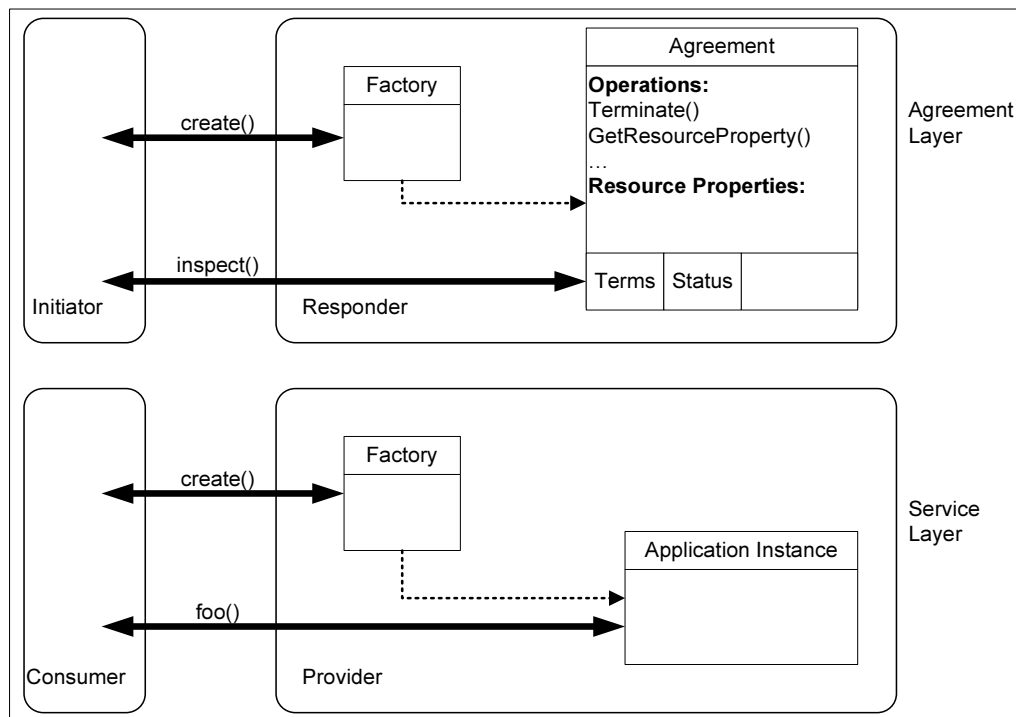 Agreement
Factory
Operations:
Terminate()
GetResourceProperty()
...
Resource Properties:
Agreement
Layer
create()
inspect()
Terms
Status
Initiator
Responder
Factory
create()
Service
Layer
Application Instance
foo()
Consumer
Provider